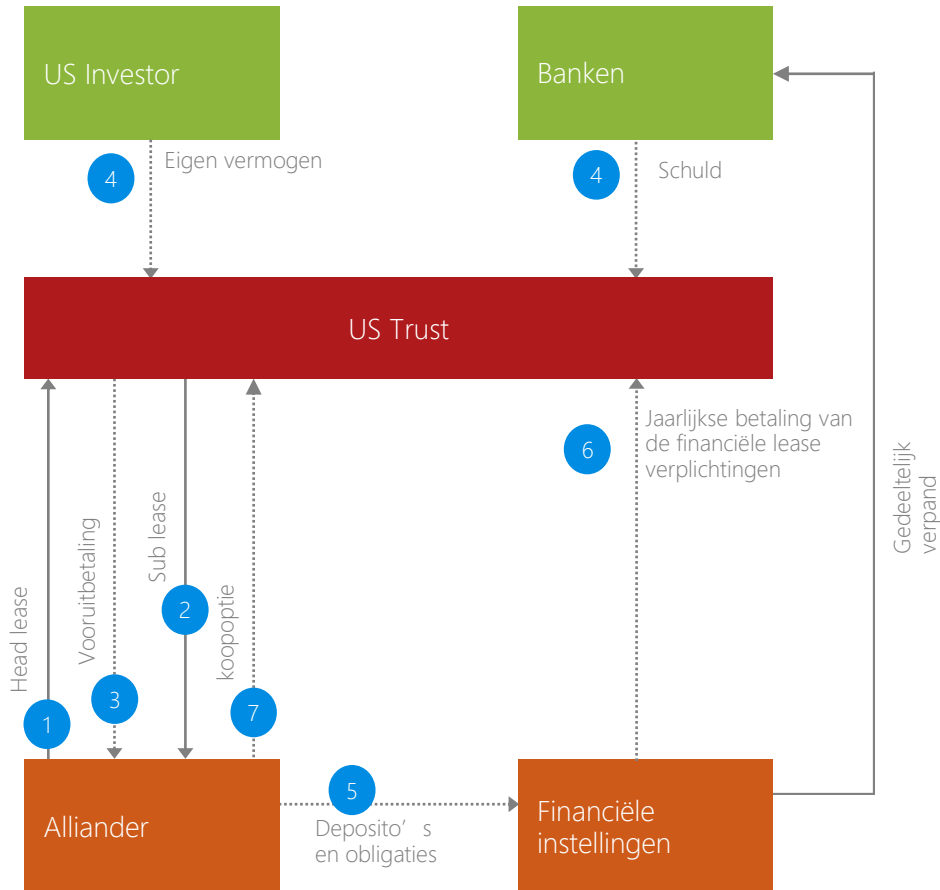 US Investor
Banken
4
Eigen vermogen
4
Schuld
US Trust
Head lease
Vooruitbetaling
Sub lease
koopoptie
6
Jaarlijkse betaling van
de financiële lease
verplichtingen
Gedeeltelijk
verpand
1
3
2
7
Alliander
5
Deposito’ s
en obligaties
Financiële
instellingen